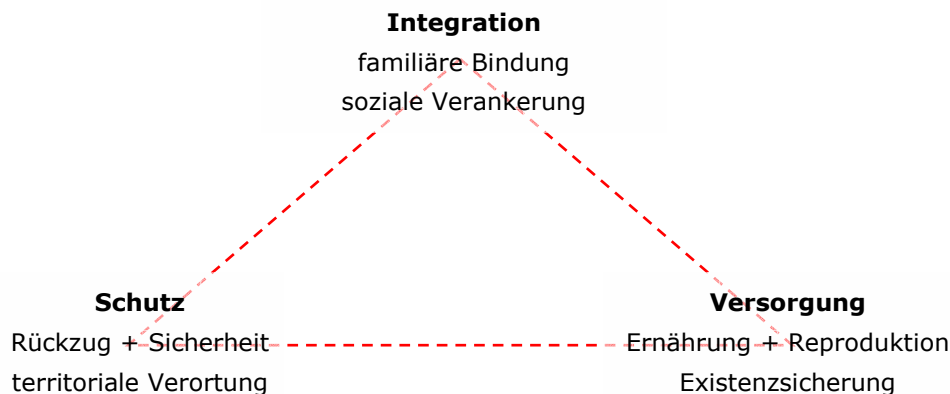 Integration
familiäre Bindung
soziale Verankerung
Schutz
Rückzug + Sicherheit
territoriale Verortung
Versorgung
Ernährung + Reproduktion
Existenzsicherung